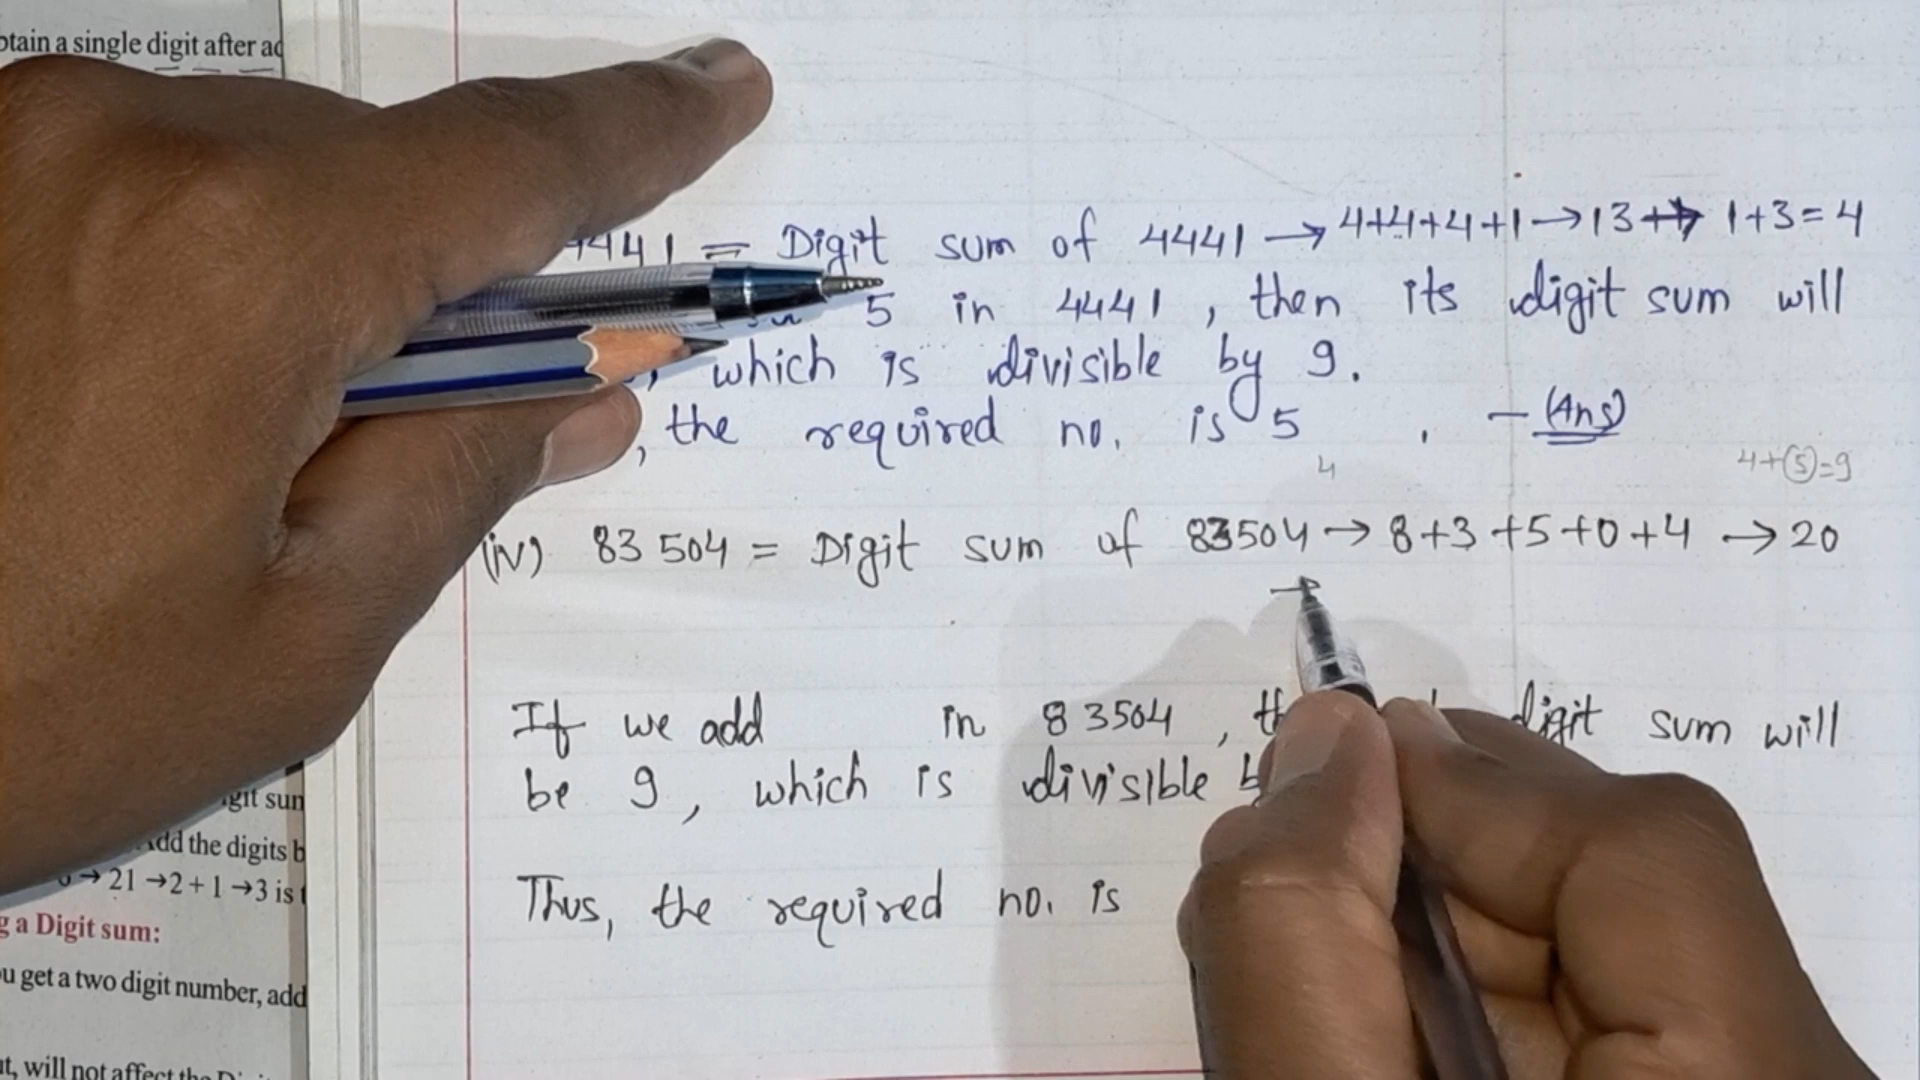 btain a single digit after
4441 = Digit sum of 4441 → 4+4+4+1 → 13 → 1+3=4
5 in 4441, then its digit sum will
, which is divisible by 9.
, the required no. is 5. — (Ans)
4
4+(5)=9
(iv) 83504 = Digit sum of 83504 → 8+3+5+0+4 → 20
→
If we add in 83504, digit sum will
be 9, which is divisible
Thus, the required no. is
git sun
dd the digits b
→ 21 → 2 + 1 → 3 is
g a Digit sum:
u get a two digit number, add
t, will not affect the